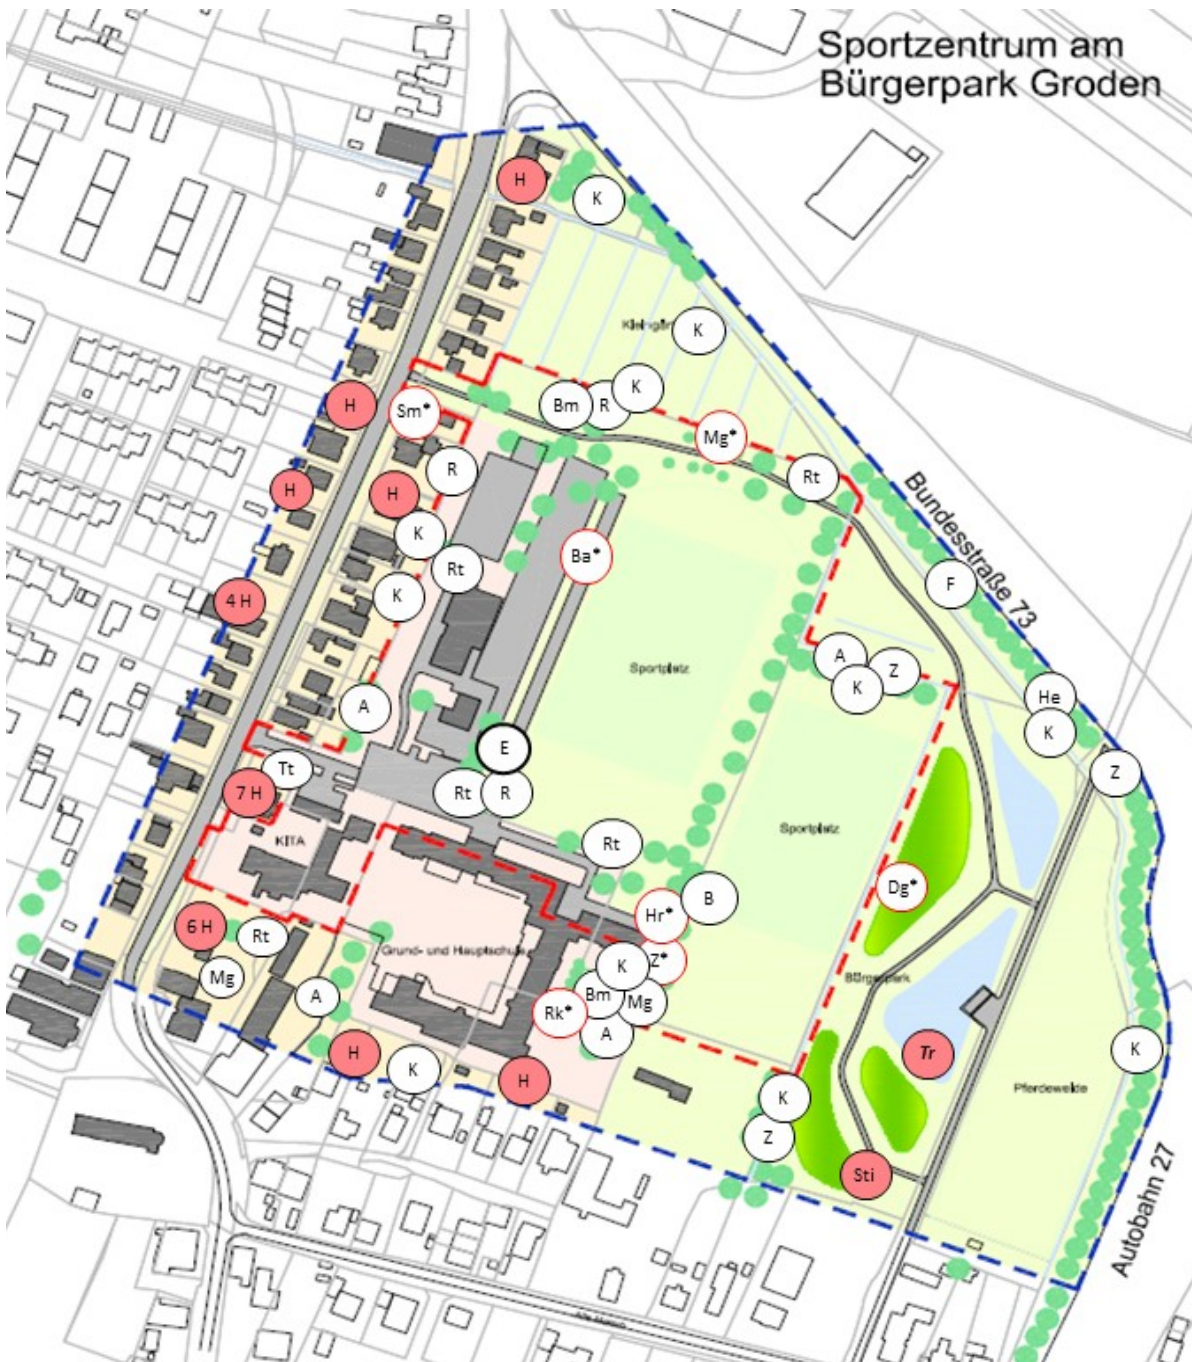 Sportzentrum am
Bürgerpark Groden
H
K
K
K
H
Sm*
Bm
R
Mg*
R
Rt
H
H
K
Bundesstraße 73
Rt
Ba*
F
4 H
K
A
Z
K
Sportplatz
He
A
K
E
Tt
Z
7 H
Rt
R
Sportplatz
KITA
Rt
Dg*
B
Hr*
6 H
Rt
Grund- und Hauptschule
K
Z*
Mg
Bürgerpark
A
Bm
Mg
Rk*
A
H
K
Tr
K
H
K
Pferdeweide
Z
Sti
Autobahn 27